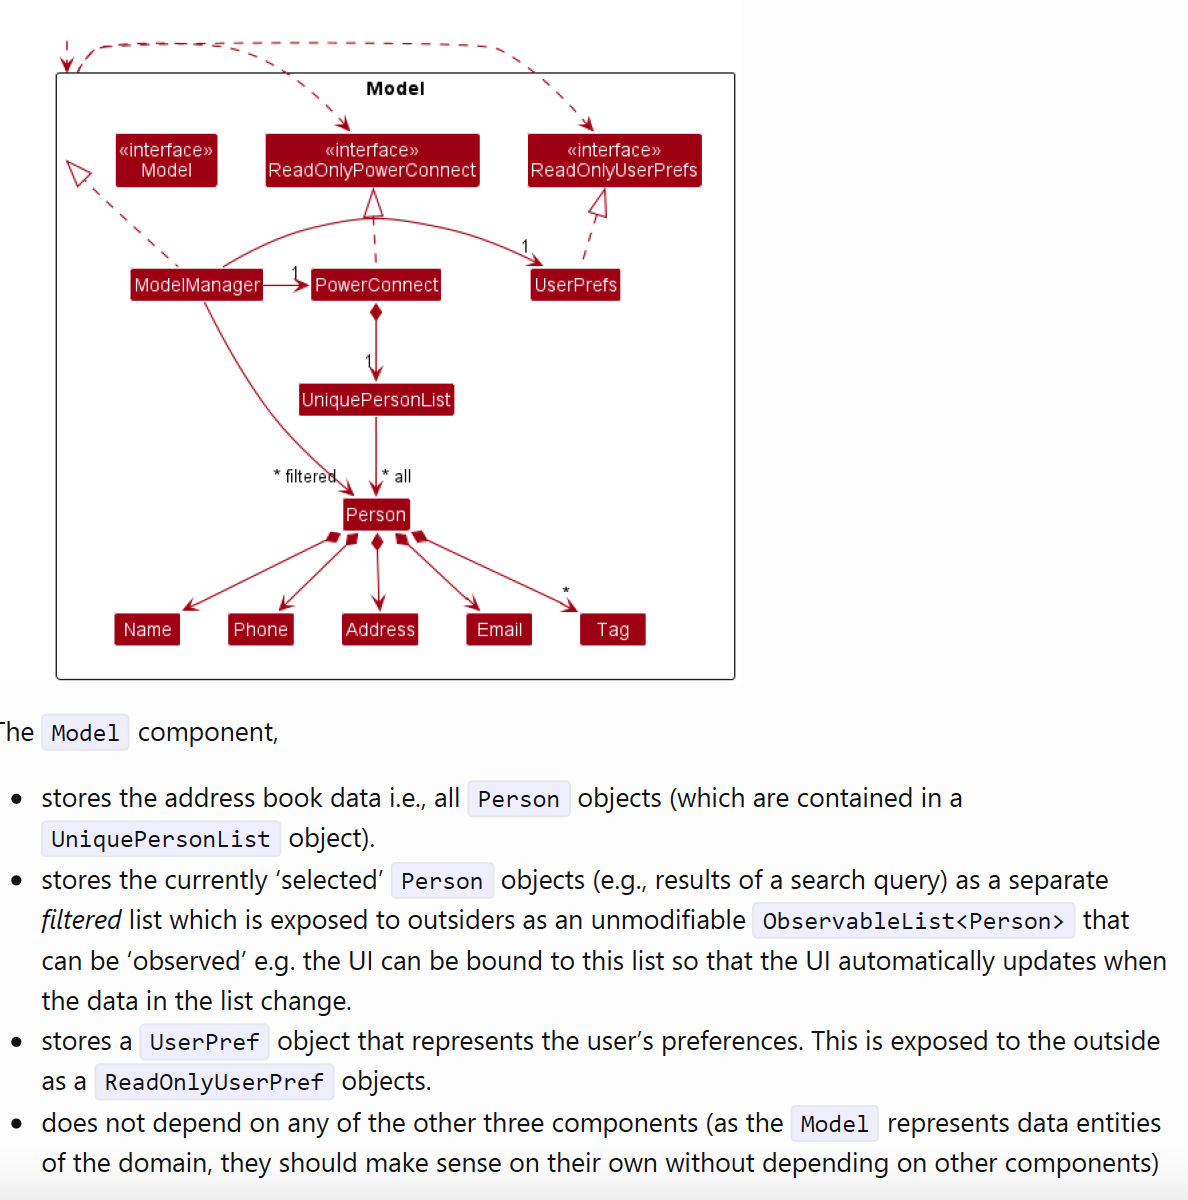 Model
«interface»
Model
«interface»
ReadOnlyPowerConnect
«interface»
ReadOnlyUserPrefs
1
1
ModelManager
PowerConnect
UserPrefs
1
UniquePersonList
* filtered
* all
Person
*
Name
Phone
Address
Email
Tag
The Model component,
stores the address book data i.e., all Person objects (which are contained in a
UniquePersonList object).
stores the currently ‘selected’ Person objects (e.g., results of a search query) as a separate
filtered list which is exposed to outsiders as an unmodifiable ObservableList<Person> that
can be ‘observed’ e.g. the UI can be bound to this list so that the UI automatically updates when
the data in the list change.
stores a UserPref object that represents the user’s preferences. This is exposed to the outside
as a ReadOnlyUserPref objects.
does not depend on any of the other three components (as the Model represents data entities
of the domain, they should make sense on their own without depending on other components)